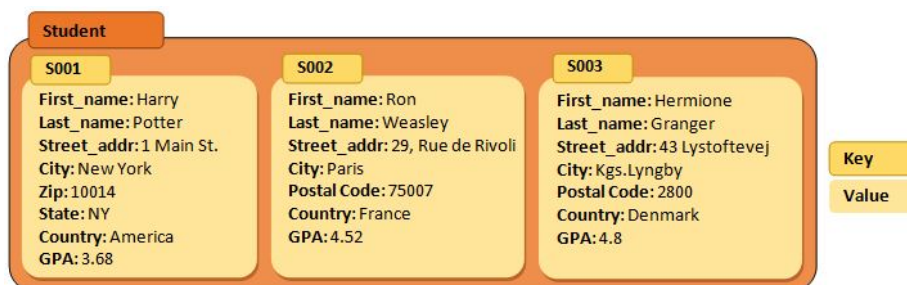 Student
S001
First_name: Harry
Last_name: Potter
Street_addr: 1 Main St.
City: New York
Zip: 10014
State: NY
Country: America
GPA: 3.68
S002
First_name: Ron
Last_name: Weasley
Street_addr: 29, Rue de Rivoli
City: Paris
Postal Code: 75007
Country: France
GPA: 4.52
S003
First_name: Hermione
Last_name: Granger
Street_addr: 43 Lystoftevej
City: Kgs.Lyngby
Postal Code: 2800
Country: Denmark
GPA: 4.8
Key
Value